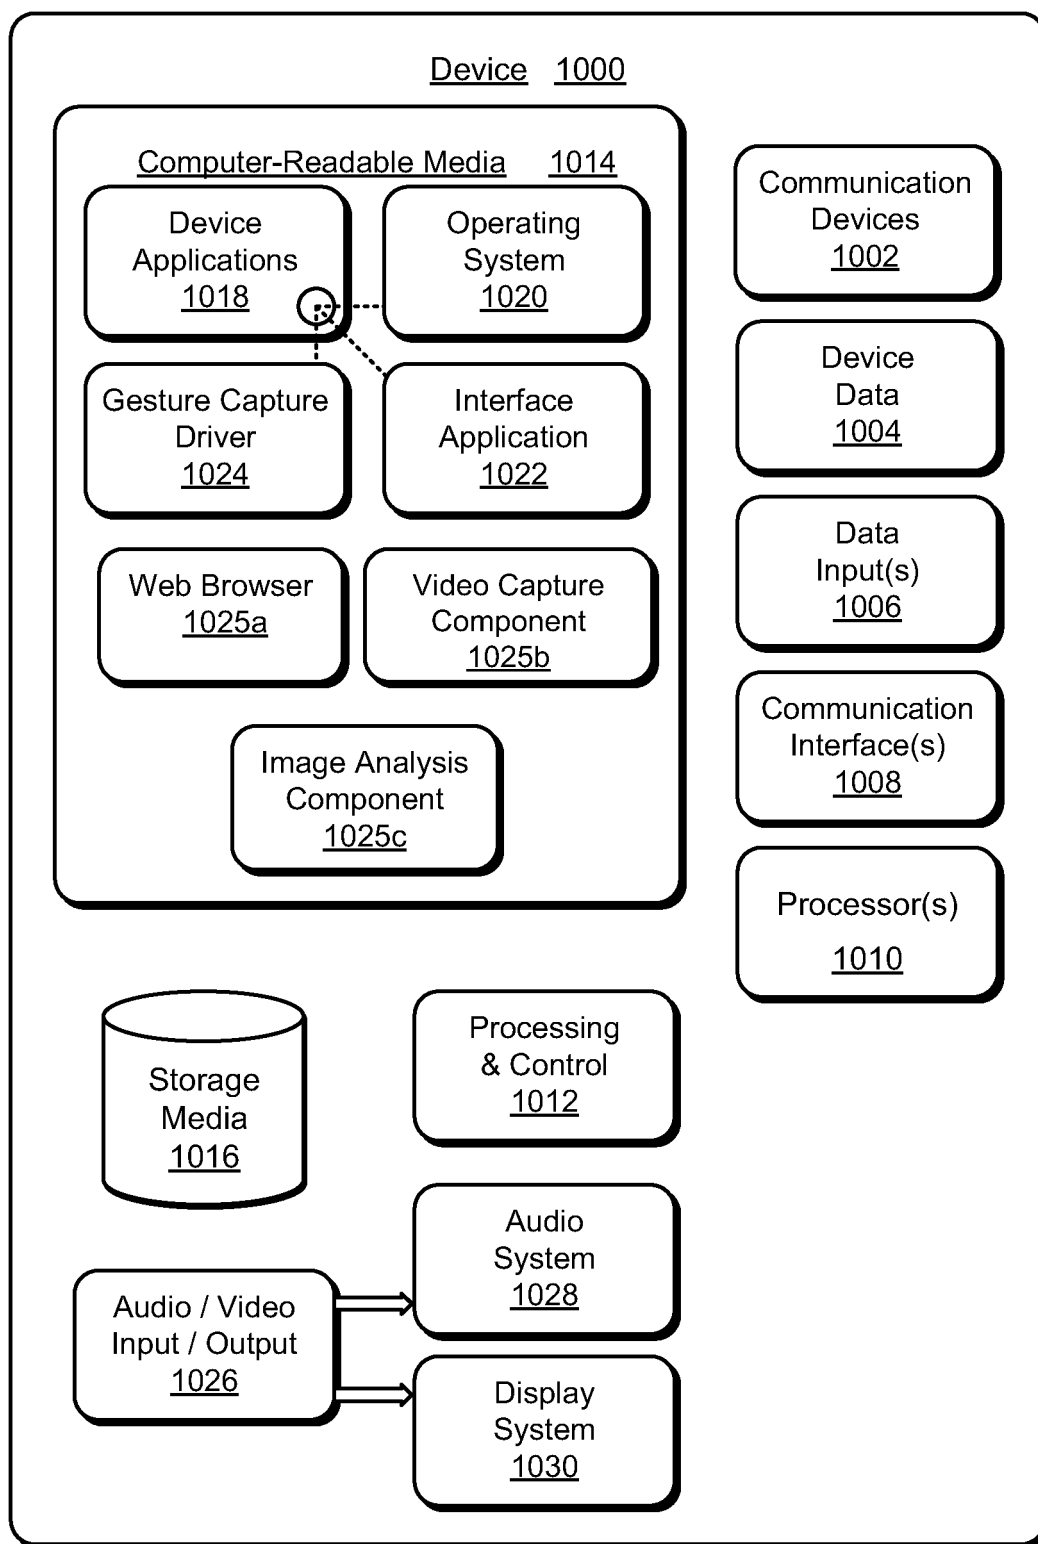 Device 1000
Computer-Readable Media 1014
Device
Applications
1018
Operating
System
1020
Gesture Capture
Driver
1024
Interface
Application
1022
Web Browser
1025a
Video Capture
Component
1025b
Image Analysis
Component
1025c
Communication
Devices
1002
Device
Data
1004
Data
Input(s)
1006
Communication
Interface(s)
1008
Processor(s)
1010
Storage
Media
1016
Processing
& Control
1012
Audio / Video
Input / Output
1026
Audio
System
1028
Display
System
1030